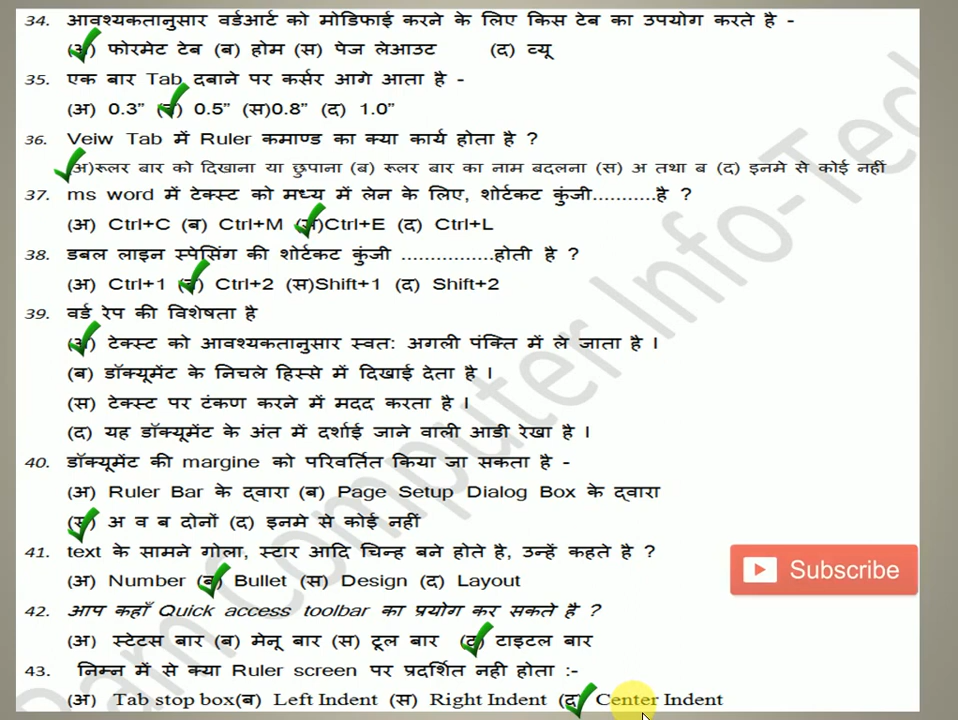 34. आवश्यकतानुसार वर्डआर्ट को मोडिफाई करने के लिए किस टेब का उपयोग करते है -
(अ) फोरमेट टेब (ब) होम (स) पेज लेआउट (द) व्यू
35. एक बार Tab दबाने पर कर्सर आगे आता है -
(अ) 0.3” (ब) 0.5” (स)0.8” (द) 1.0”
36. Veiw Tab में Ruler कमाण्ड का क्या कार्य होता है ?
(अ)रूलर बार को दिखाना या छुपाना (ब) रूलर बार का नाम बदलना (स) अ तथा ब (द) इनमे से कोई नहीं
37. ms word में टेक्स्ट को मध्य में लेन के लिए, शोर्टकट कुंजी...........है ?
(अ) Ctrl+C (ब) Ctrl+M (स)Ctrl+E (द) Ctrl+L
38. डबल लाइन स्पेसिंग की शोर्टकट कुंजी ................होती है ?
(अ) Ctrl+1 (ब) Ctrl+2 (स)Shift+1 (द) Shift+2
39. वर्ड रेप की विशेषता है
(अ) टेक्स्ट को आवश्यकतानुसार स्वत: अगली पंक्ति में ले जाता है ।
(ब) डॉक्यूमेंट के निचले हिस्से में दिखाई देता है ।
(स) टेक्स्ट पर टंकण करने में मदद करता है ।
(द) यह डॉक्यूमेंट के अंत में दर्शाई जाने वाली आडी रेखा है ।
40. डॉक्यूमेंट की margine को परिवर्तित किया जा सकता है -
(अ) Ruler Bar के द्वारा (ब) Page Setup Dialog Box के द्वारा
(स) अ व ब दोनों (द) इनमे से कोई नहीं
41. text के सामने गोला, स्टार आदि चिन्ह बने होते है, उन्हें कहते है ?
(अ) Number (ब) Bullet (स) Design (द) Layout
Subscribe
42. आप कहाँ Quick access toolbar का प्रयोग कर सकते है ?
(अ) स्टेटस बार (ब) मेनू बार (स) टूल बार (द) टाइटल बार
43. निम्न में से क्या Ruler screen पर प्रदर्शित नही होता :-
(अ) Tab stop box(ब) Left Indent (स) Right Indent (द) Center Indent
Ram Computer Info-Tech